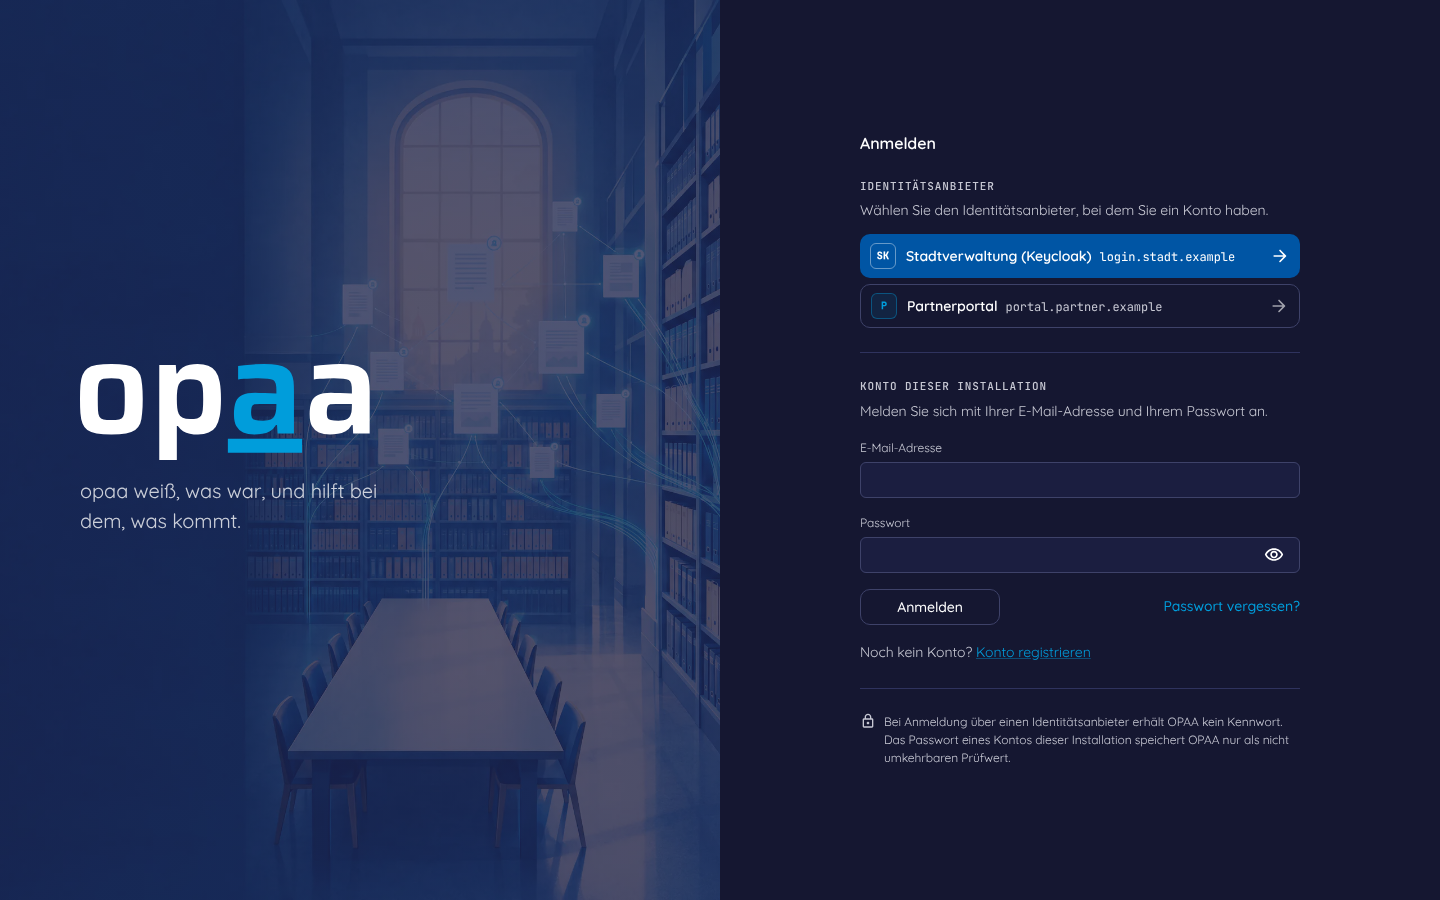 opaa
opaa weiß, was war, und hilft bei
dem, was kommt.
Anmelden
IDENTITÄTSANBIETER
Wählen Sie den Identitätsanbieter, bei dem Sie ein Konto haben.
SK Stadtverwaltung (Keycloak) login.stadt.example
P Partnerportal portal.partner.example
KONTO DIESER INSTALLATION
Melden Sie sich mit Ihrer E-Mail-Adresse und Ihrem Passwort an.
E-Mail-Adresse
Passwort
Anmelden Passwort vergessen?
Noch kein Konto? Konto registrieren
Bei Anmeldung über einen Identitätsanbieter erhält OPAA kein Kennwort.
Das Passwort eines Kontos dieser Installation speichert OPAA nur als nicht
umkehrbaren Prüfwert.